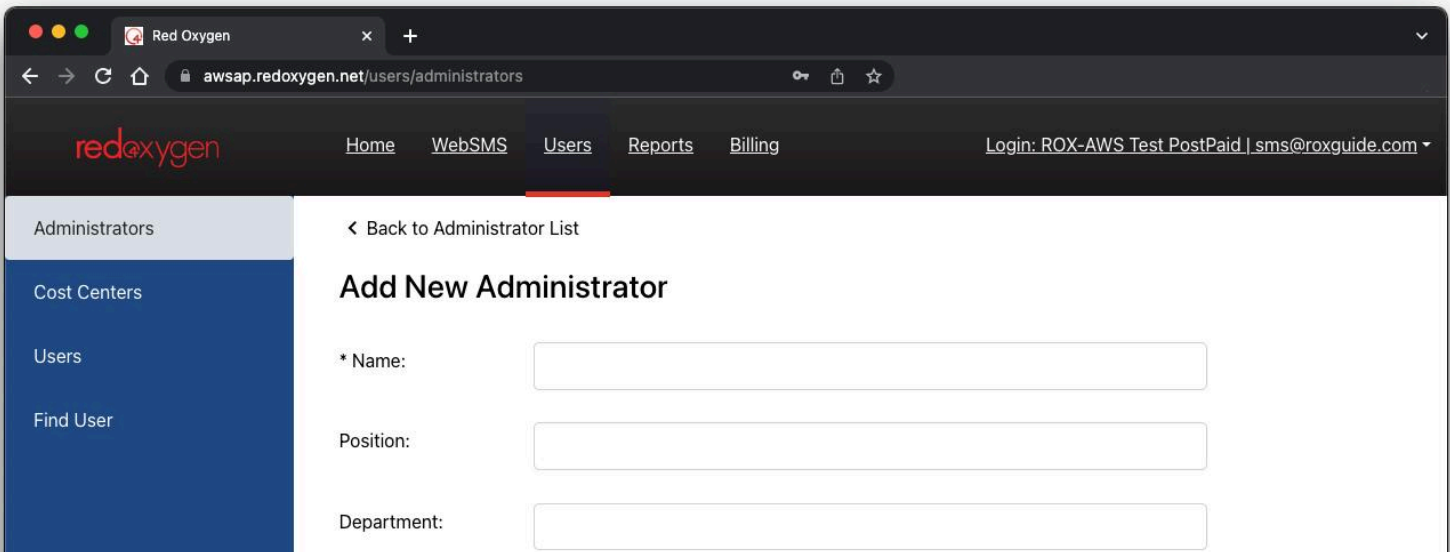 Red Oxygen
awsap.redoxygen.net/users/administrators
redoxygen
Home WebSMS Users Reports Billing Login: ROX-AWS Test PostPaid | sms@roxguide.com
Administrators
Cost Centers
Users
Find User
Back to Administrator List
Add New Administrator
* Name:
Position:
Department: